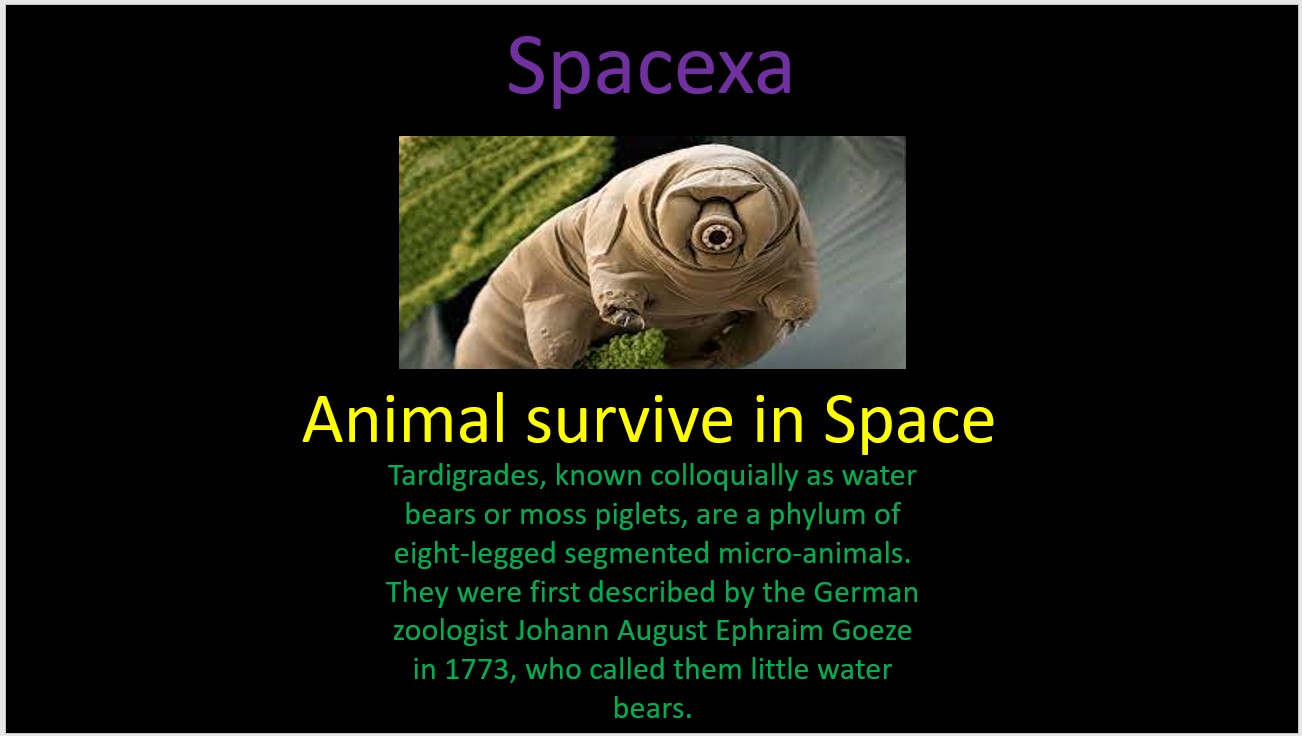 Spacexa
Animal survive in Space
Tardigrades, known colloquially as water
bears or moss piglets, are a phylum of
eight-legged segmented micro-animals.
They were first described by the German
zoologist Johann August Ephraim Goeze
in 1773, who called them little water
bears.